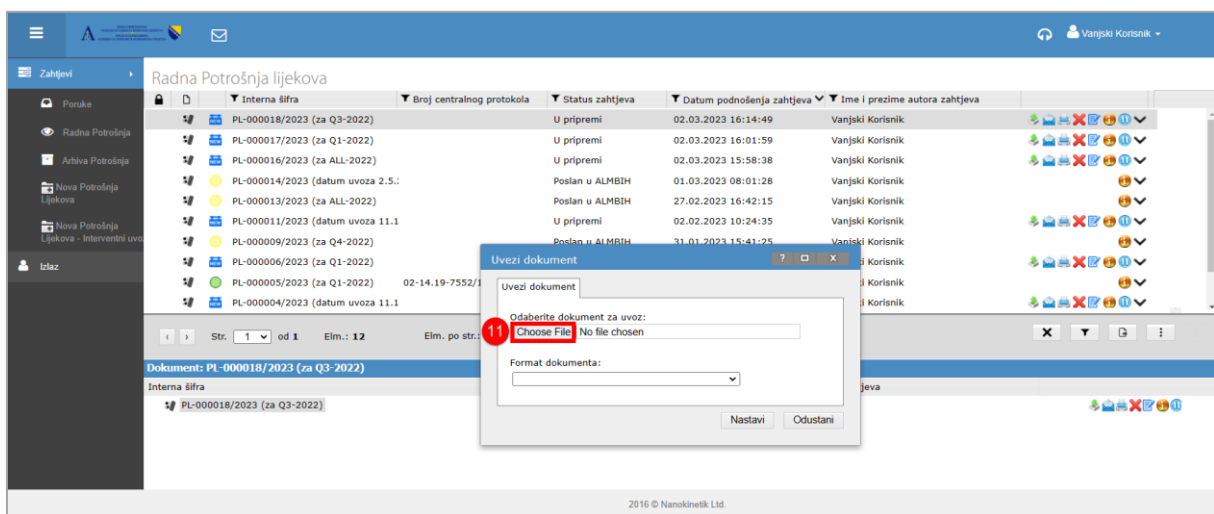 Vanjski Korisnik
Zahtjevi
Poruke
Radna Potrošnja
Arhiva Potrošnja
Nova Potrošnja
Lijekova
Nova Potrošnja
Lijekova - Interventni uvo
Izlaz
Radna Potrošnja lijekova
Interna šifra Broj centralnog protokola Status zahtjeva Datum podnošenja zahtjeva Ime i prezime autora zahtjeva
PL-000018/2023 (za Q3-2022) U pripremi 02.03.2023 16:14:49 Vanjski Korisnik
PL-000017/2023 (za Q1-2022) U pripremi 02.03.2023 16:01:59 Vanjski Korisnik
PL-000016/2023 (za ALL-2022) U pripremi 02.03.2023 15:58:38 Vanjski Korisnik
PL-000014/2023 (datum uvoza 2.5. Poslan u ALMBIH 01.03.2023 08:01:28 Vanjski Korisnik
PL-000013/2023 (za ALL-2022) Poslan u ALMBIH 27.02.2023 16:42:15 Vanjski Korisnik
PL-000011/2023 (datum uvoza 11.1 U pripremi 02.02.2023 10:24:35 Vanjski Korisnik
PL-000009/2023 (za Q4-2022) Poslan u ALMBIH 31.01.2023 15:41:25 Vanjski Korisnik
PL-000006/2023 (za Q1-2022) i Korisnik
PL-000005/2023 (za Q1-2022) 02-14.19-7552/1 i Korisnik
PL-000004/2023 (datum uvoza 11.1 i Korisnik
Str. 1 od 1 Elm.: 12 Elm. po str.:
Uvezi dokument ? X
Uvezi dokument
Odaberite dokument za uvoz:
11 Choose File No file chosen
Format dokumenta:
Nastavi Odustani
Dokument: PL-000018/2023 (za Q3-2022)
Interna šifra jeva
PL-000018/2023 (za Q3-2022)
2016 © Nanokinetik Ltd.